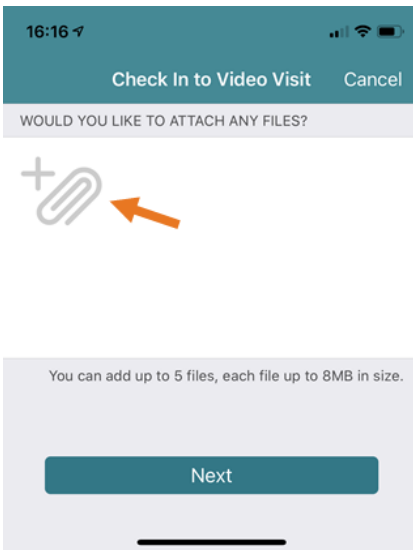 16:16
Check In to Video Visit Cancel
WOULD YOU LIKE TO ATTACH ANY FILES?
You can add up to 5 files, each file up to 8MB in size.
Next